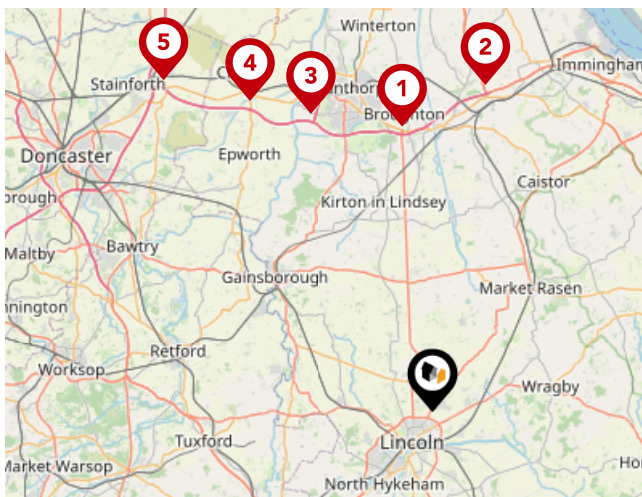 5
2
Winterton
4
Stainforth
3
1
Immingham
Doncaster
Epworth
Caistor
Kirton in Lindsey
Maltby
Bawtry
Gainsborough
Market Rasen
Retford
Worksop
Wragby
Tuxford
Lincoln
Market Warsop
North Hykeham